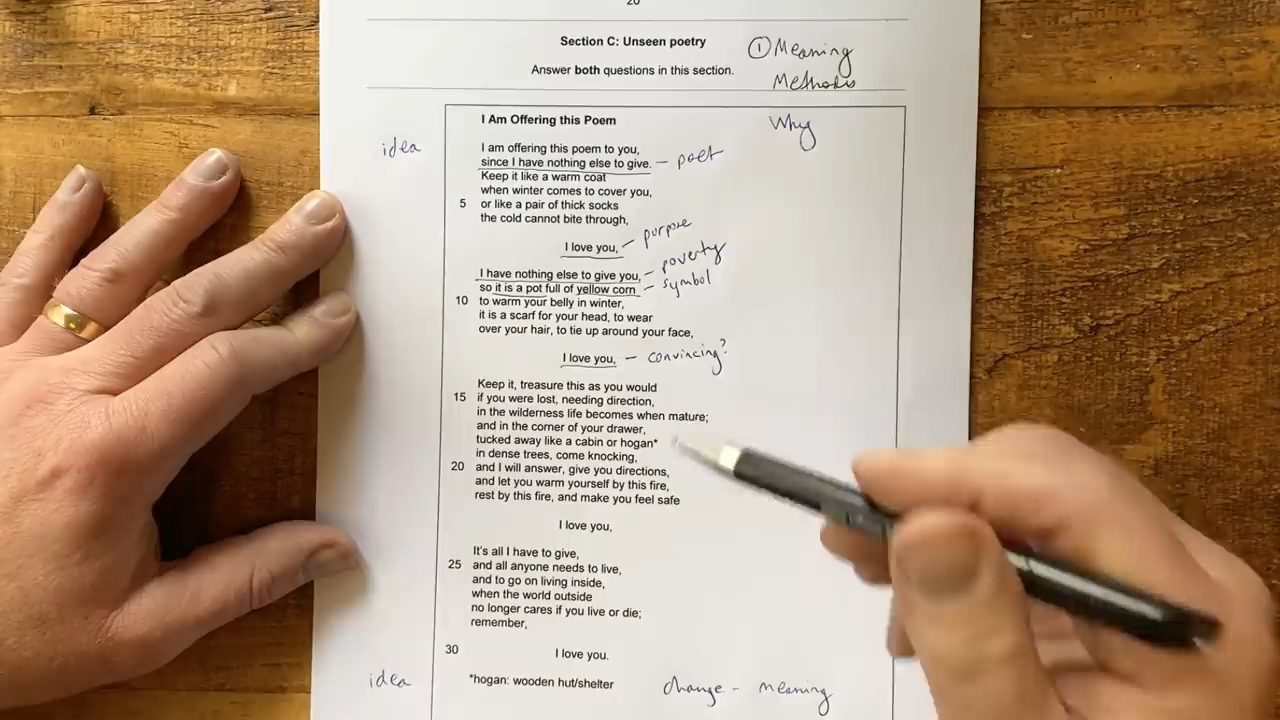 20
Section C: Unseen poetry
① Meaning
Answer both questions in this section.
Methods
I Am Offering this Poem
Why
idea
I am offering this poem to you,
since I have nothing else to give. – poet
Keep it like a warm coat
when winter comes to cover you,
5 or like a pair of thick socks
the cold cannot bite through,
I love you, – purpose
I have nothing else to give you, – poverty
so it is a pot full of yellow corn – symbol
10 to warm your belly in winter,
it is a scarf for your head, to wear
over your hair, to tie up around your face,
I love you, – convincing?
Keep it, treasure this as you would
15 if you were lost, needing direction,
in the wilderness life becomes when mature;
and in the corner of your drawer,
tucked away like a cabin or hogan*
in dense trees, come knocking,
20 and I will answer, give you directions,
and let you warm yourself by this fire,
rest by this fire, and make you feel safe
I love you,
It's all I have to give,
25 and all anyone needs to live,
and to go on living inside,
when the world outside
no longer cares if you live or die;
remember,
30 I love you.
idea
*hogan: wooden hut/shelter
change – meaning